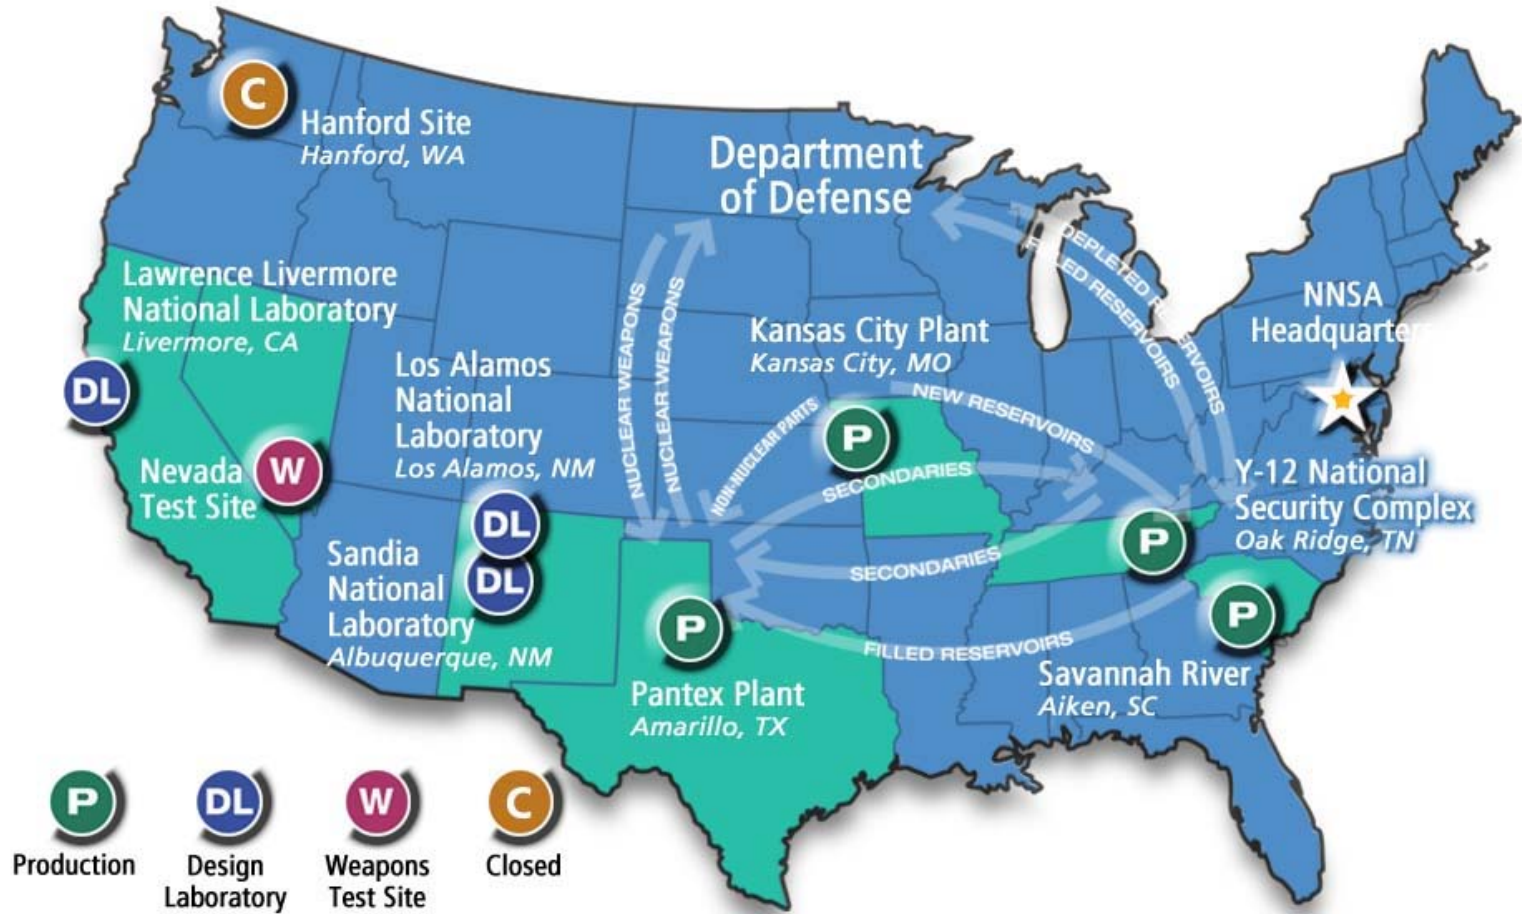 C
Hanford Site
Hanford, WA
Department
of Defense
DEPLETED RESERVOIRS
FILLED RESERVOIRS
Lawrence Livermore
National Laboratory
Livermore, CA
DL
NNSA
Headquarters
NUCLEAR WEAPONS
NUCLEAR WEAPONS
Kansas City Plant
Kansas City, MO
Los Alamos
National
Laboratory
Los Alamos, NM
NON-NUCLEAR PARTS
NEW RESERVOIRS
P
SECONDARIES
Nevada
Test Site
W
Y-12 National
Security Complex
Oak Ridge, TN
DL
P
Sandia
National
Laboratory
Albuquerque, NM
DL
SECONDARIES
P
P
FILLED RESERVOIRS
Pantex Plant
Amarillo, TX
Savannah River
Aiken, SC
P
Production
DL
Design
Laboratory
W
Weapons
Test Site
C
Closed